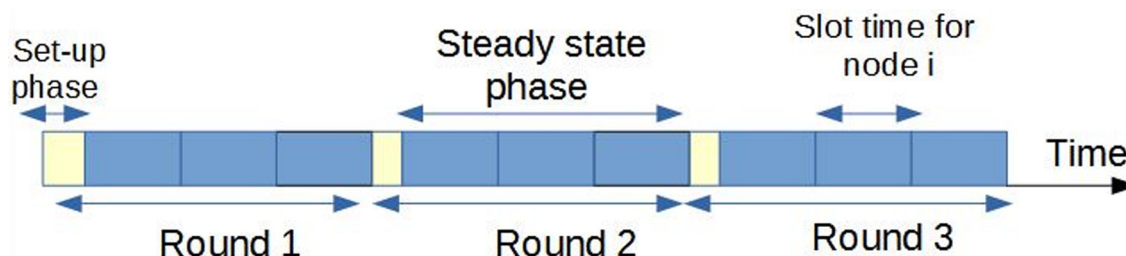 Set-up
phase
Steady state
phase
Slot time for
node i
Time
Round 1
Round 2
Round 3